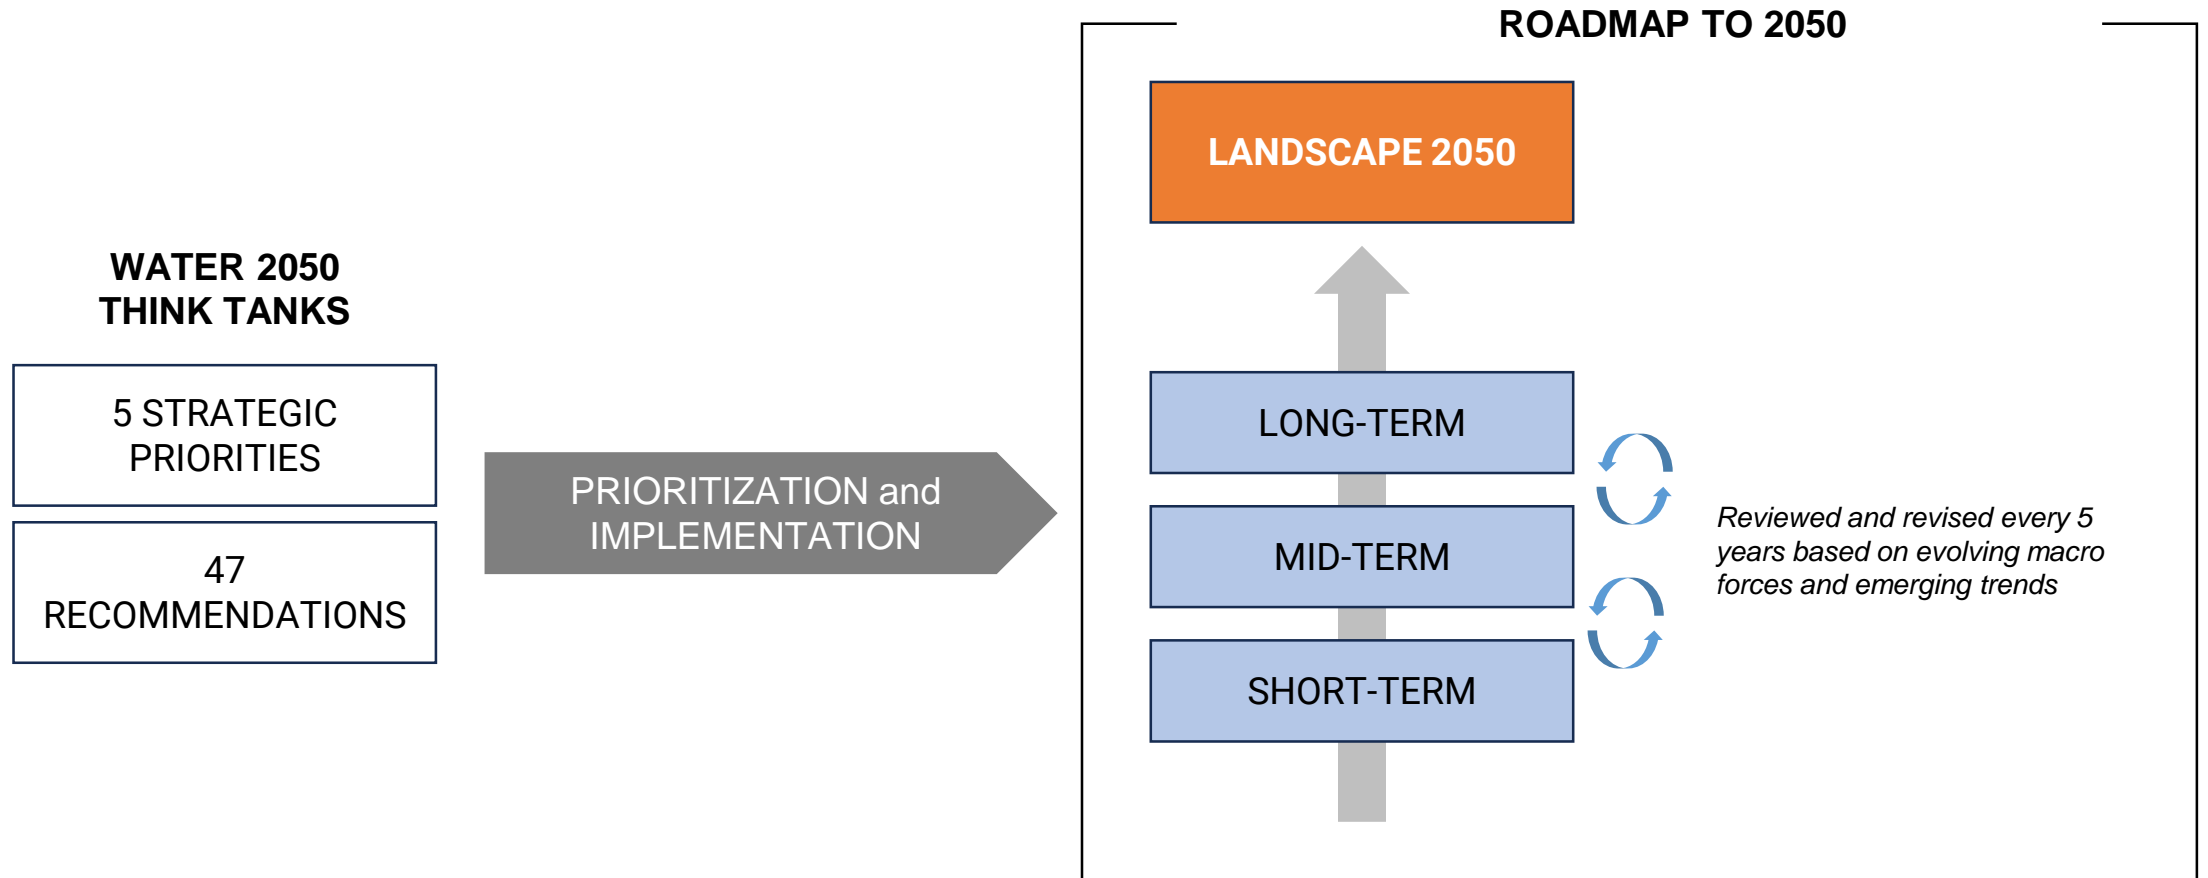 WATER 2050
THINK TANKS
5 STRATEGIC
PRIORITIES
47
RECOMMENDATIONS
PRIORITIZATION and
IMPLEMENTATION
ROADMAP TO 2050
LANDSCAPE 2050
LONG-TERM
MID-TERM
SHORT-TERM
Reviewed and revised every 5
years based on evolving macro
forces and emerging trends